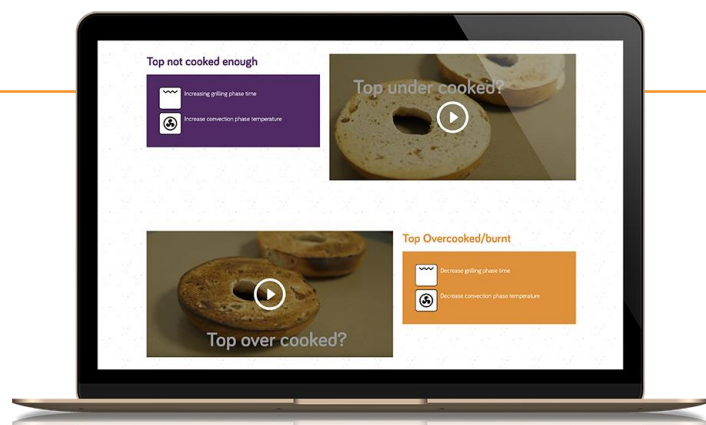 Top not cooked enough
Increasing grilling phase time
Increase convection phase temperature
Top under cooked?
Top Overcooked/burnt
Decrease grilling phase time
Decrease convection phase temperature
Top over cooked?